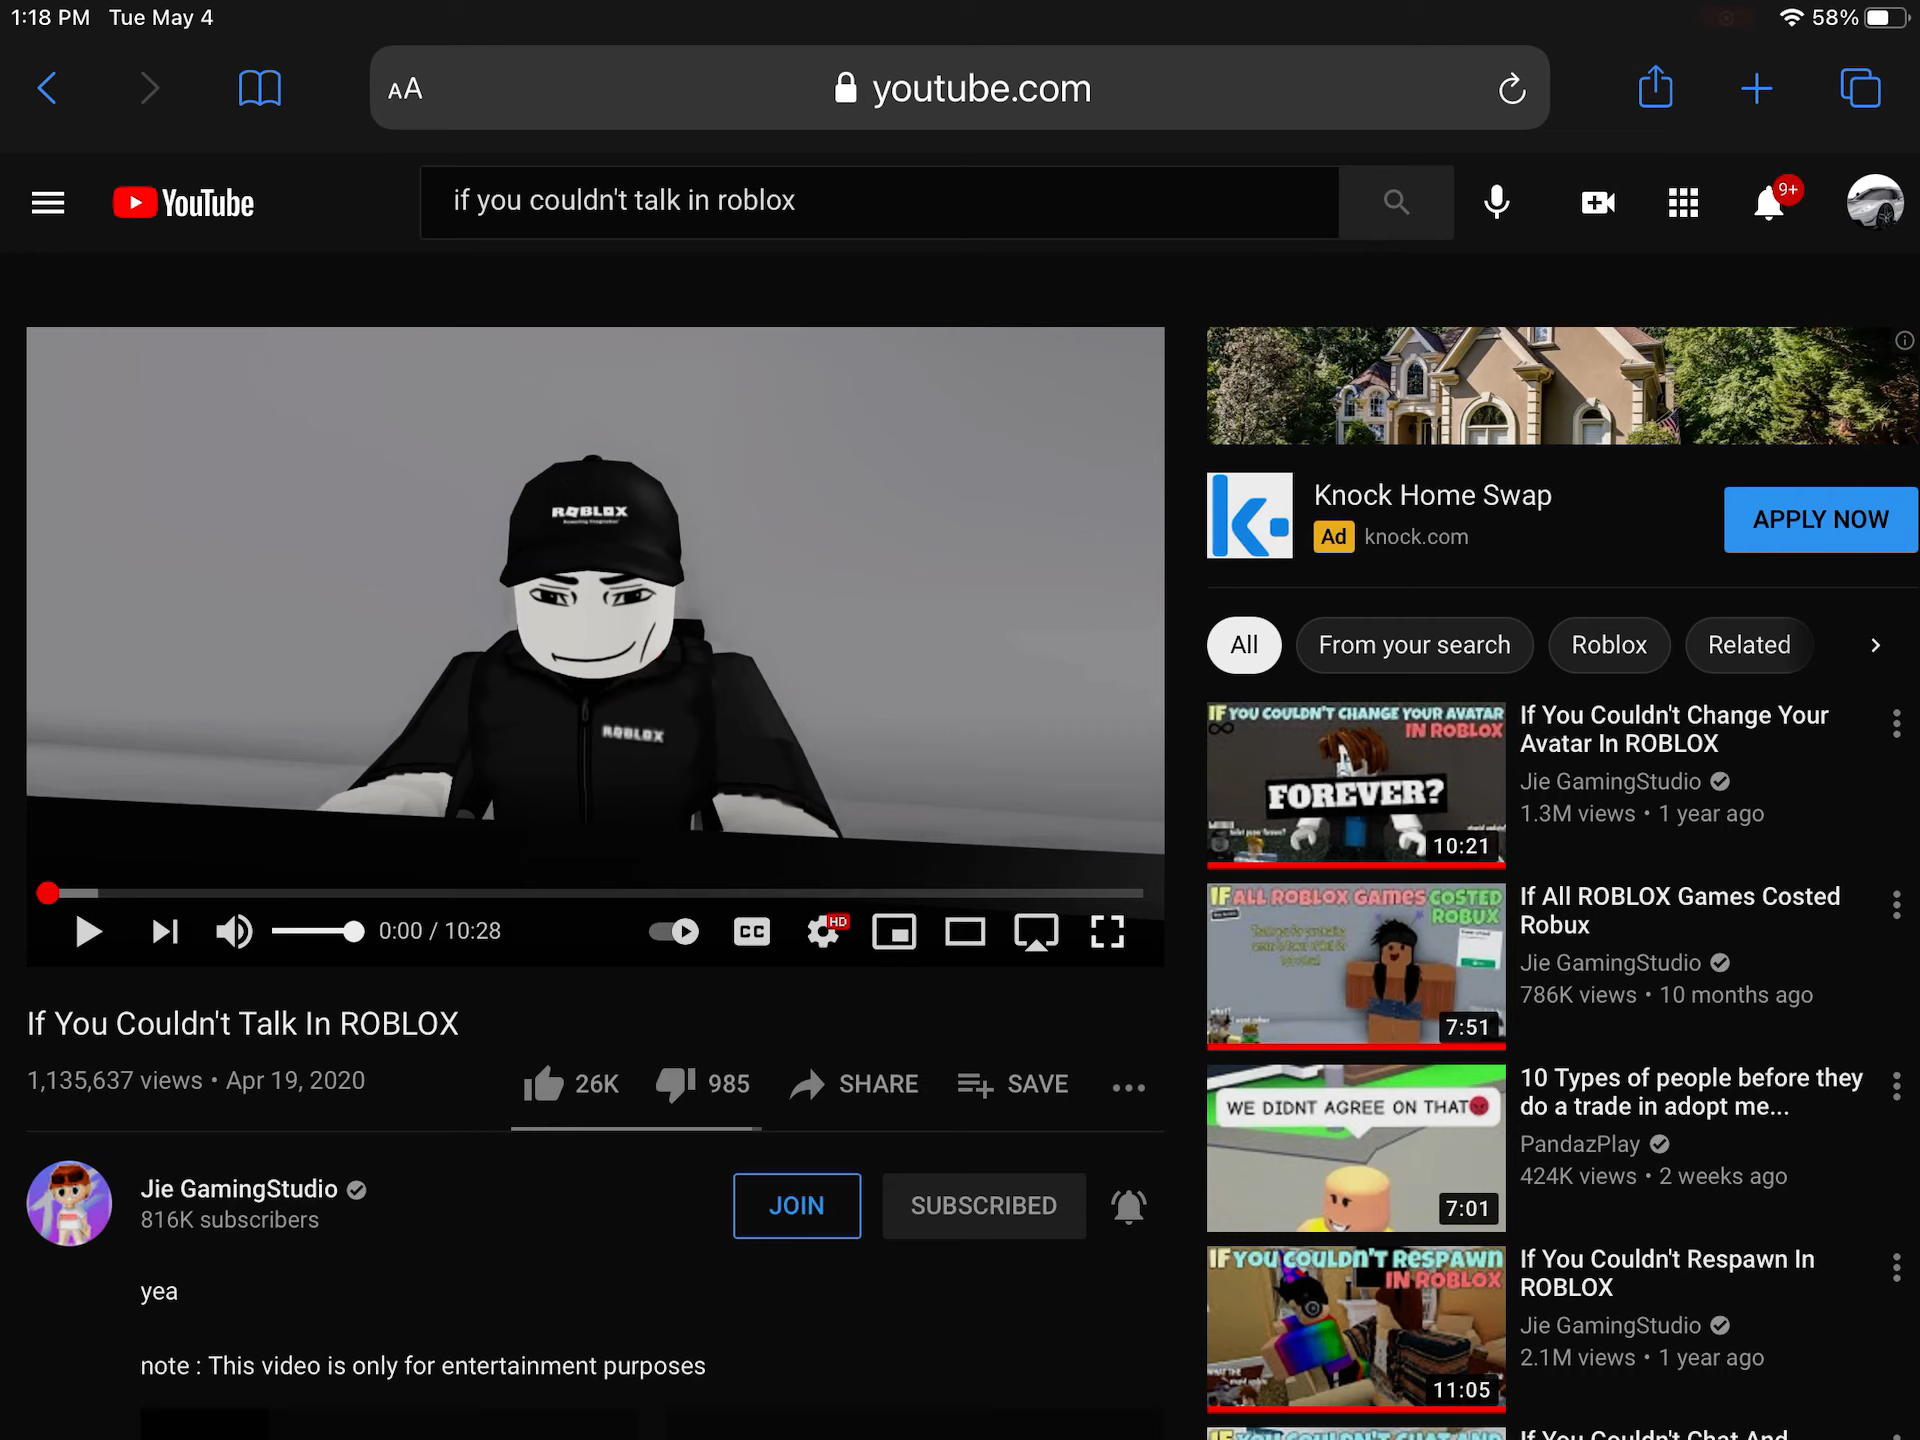 1:18 PM Tue May 4
58%
AA
youtube.com
YouTube
if you couldn't talk in roblox
9+
ROBLOX
ROBLOX
0:00 / 10:28
CC
HD
If You Couldn't Talk In ROBLOX
1,135,637 views • Apr 19, 2020
26K
985
SHARE
SAVE
Jie GamingStudio
816K subscribers
JOIN
SUBSCRIBED
yea
note : This video is only for entertainment purposes
k
Knock Home Swap
Ad knock.com
APPLY NOW
All
From your search
Roblox
Related
IF YOU COULDN'T CHANGE YOUR AVATAR
IN ROBLOX
FOREVER?
10:21
If You Couldn't Change Your
Avatar In ROBLOX
Jie GamingStudio
1.3M views • 1 year ago
IF ALL ROBLOX GAMES COSTED
ROBUX
7:51
If All ROBLOX Games Costed
Robux
Jie GamingStudio
786K views • 10 months ago
WE DIDNT AGREE ON THAT
7:01
10 Types of people before they
do a trade in adopt me...
PandazPlay
424K views • 2 weeks ago
IF YOU COULDN'T RESPAWN
IN ROBLOX
11:05
If You Couldn't Respawn In
ROBLOX
Jie GamingStudio
2.1M views • 1 year ago
IF YOU COULDN'T CHAT AND
If You Couldn't Chat And